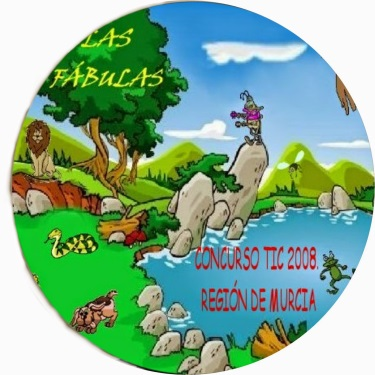 LAS
FÁBULAS
CONCURSO TIC 2008.
REGIÓN DE MURCIA